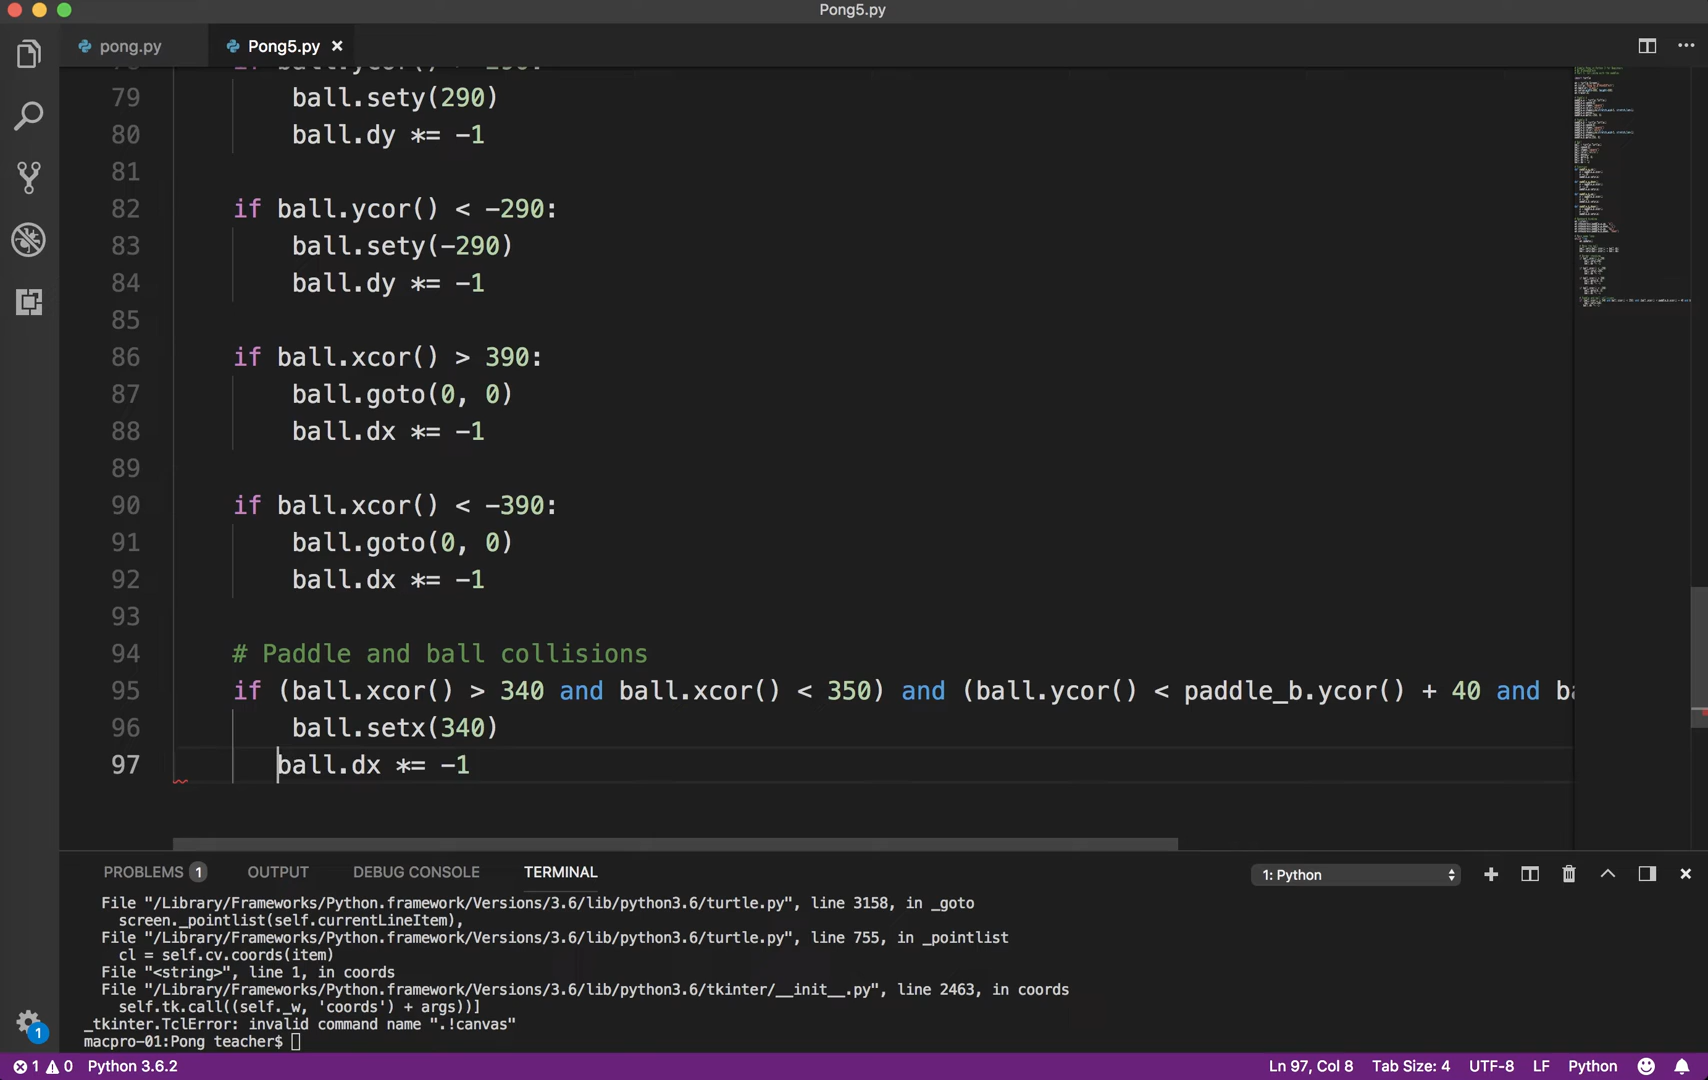 Pong5.py
pong.py
Pong5.py
79 ball.sety(290)
80 ball.dy *= -1
81
82 if ball.ycor() < -290:
83 ball.sety(-290)
84 ball.dy *= -1
85
86 if ball.xcor() > 390:
87 ball.goto(0, 0)
88 ball.dx *= -1
89
90 if ball.xcor() < -390:
91 ball.goto(0, 0)
92 ball.dx *= -1
93
94 # Paddle and ball collisions
95 if (ball.xcor() > 340 and ball.xcor() < 350) and (ball.ycor() < paddle_b.ycor() + 40 and
96 ball.setx(340)
97 ball.dx *= -1
PROBLEMS 1 OUTPUT DEBUG CONSOLE TERMINAL 1: Python
File "/Library/Frameworks/Python.framework/Versions/3.6/lib/python3.6/turtle.py", line 3158, in _goto
screen._pointlist(self.currentLineItem),
File "/Library/Frameworks/Python.framework/Versions/3.6/lib/python3.6/turtle.py", line 755, in _pointlist
cl = self.cv.coords(item)
File "<string>", line 1, in coords
File "/Library/Frameworks/Python.framework/Versions/3.6/lib/python3.6/tkinter/__init__.py", line 2463, in coords
self.tk.call((self._w, 'coords') + args))]
_tkinter.TclError: invalid command name ".!canvas"
macpro-01:Pong teacher$
1
1 0 Python 3.6.2 Ln 97, Col 8 Tab Size: 4 UTF-8 LF Python